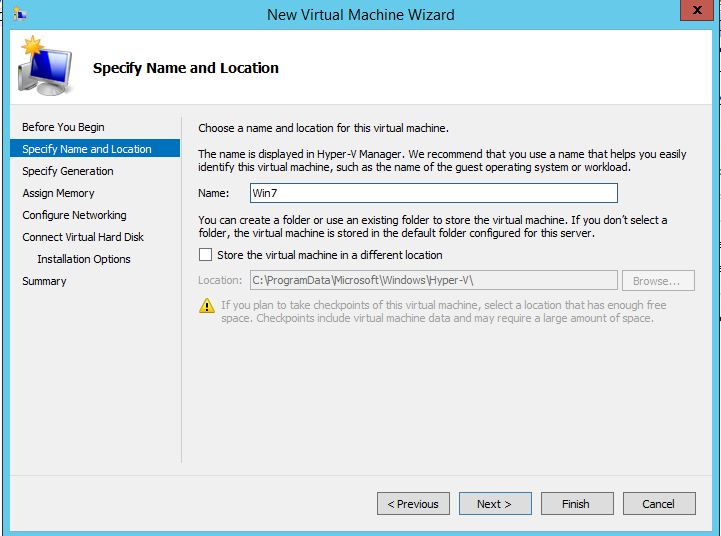 New Virtual Machine Wizard
x
Specify Name and Location
Before You Begin
Specify Name and Location
Specify Generation
Assign Memory
Configure Networking
Connect Virtual Hard Disk
Installation Options
Summary
Choose a name and location for this virtual machine.
The name is displayed in Hyper-V Manager. We recommend that you use a name that helps you easily
identify this virtual machine, such as the name of the guest operating system or workload.
Name: Win7
You can create a folder or use an existing folder to store the virtual machine. If you don't select a
folder, the virtual machine is stored in the default folder configured for this server.
Store the virtual machine in a different location
Location: C:\ProgramData\Microsoft\Windows\Hyper-V\ Browse...
If you plan to take checkpoints of this virtual machine, select a location that has enough free
space. Checkpoints include virtual machine data and may require a large amount of space.
< Previous Next > Finish Cancel